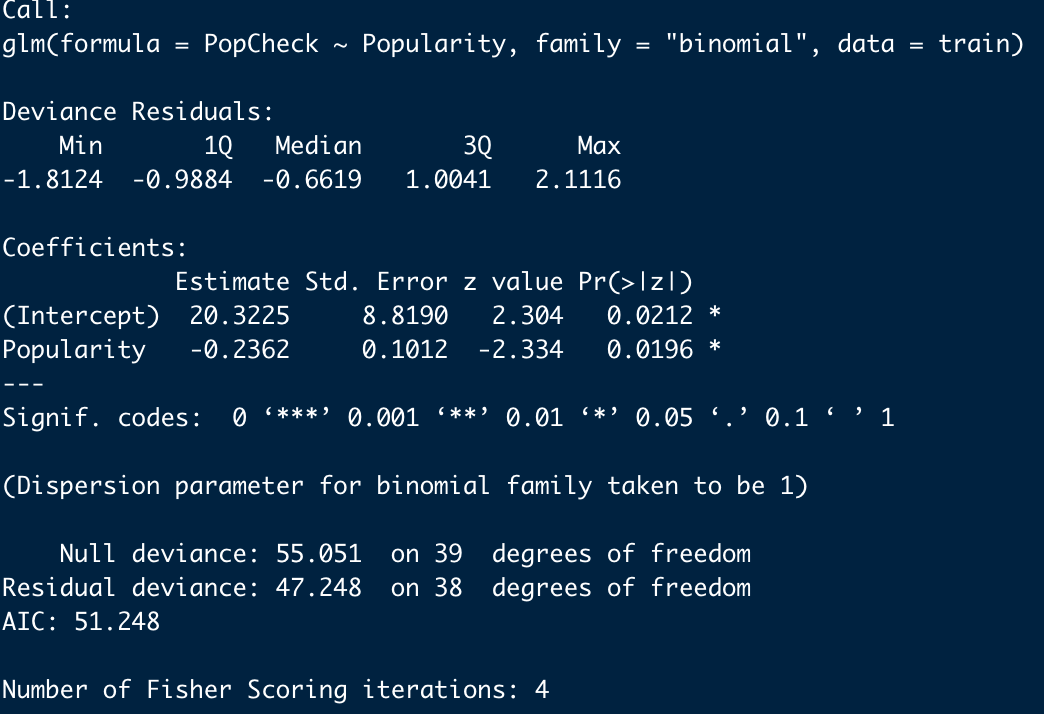 Call:
glm(formula = PopCheck ~ Popularity, family = "binomial", data = train)
Deviance Residuals:
Min 1Q Median 3Q Max
-1.8124 -0.9884 -0.6619 1.0041 2.1116
Coefficients:
Estimate Std. Error z value Pr(>|z|)
(Intercept) 20.3225 8.8190 2.304 0.0212 *
Popularity -0.2362 0.1012 -2.334 0.0196 *
---
Signif. codes: 0 ‘***’ 0.001 ‘**’ 0.01 ‘*’ 0.05 ‘.’ 0.1 ‘ ’ 1
(Dispersion parameter for binomial family taken to be 1)
Null deviance: 55.051 on 39 degrees of freedom
Residual deviance: 47.248 on 38 degrees of freedom
AIC: 51.248
Number of Fisher Scoring iterations: 4